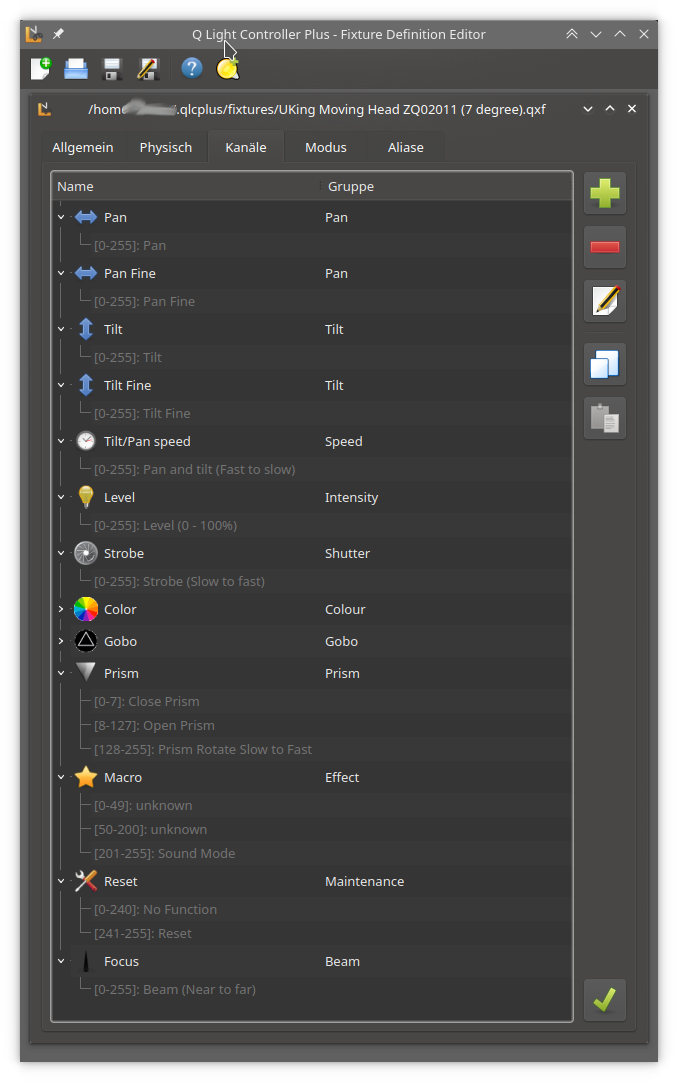 Q Light Controller Plus - Fixture Definition Editor
/home/ .qlcplus/fixtures/UKing Moving Head ZQ02011 (7 degree).qxf
Allgemein Physisch Kanäle Modus Aliase
Name Gruppe
Pan Pan
[0-255]: Pan
Pan Fine Pan
[0-255]: Pan Fine
Tilt Tilt
[0-255]: Tilt
Tilt Fine Tilt
[0-255]: Tilt Fine
Tilt/Pan speed Speed
[0-255]: Pan and tilt (Fast to slow)
Level Intensity
[0-255]: Level (0 - 100%)
Strobe Shutter
[0-255]: Strobe (Slow to fast)
Color Colour
Gobo Gobo
Prism Prism
[0-7]: Close Prism
[8-127]: Open Prism
[128-255]: Prism Rotate Slow to Fast
Macro Effect
[0-49]: unknown
[50-200]: unknown
[201-255]: Sound Mode
Reset Maintenance
[0-240]: No Function
[241-255]: Reset
Focus Beam
[0-255]: Beam (Near to far)